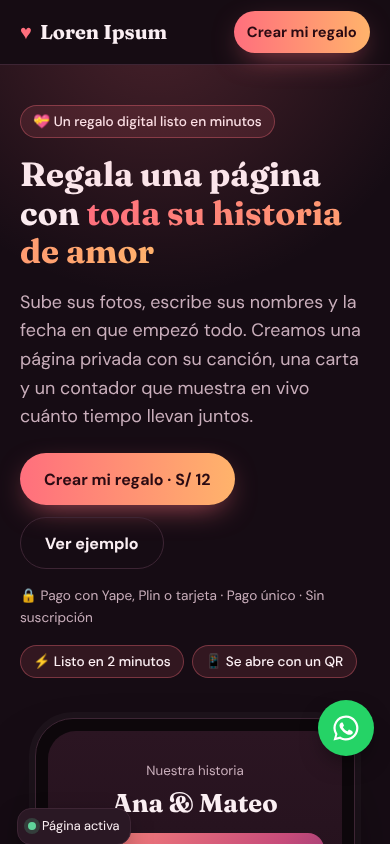 ♥ Loren Ipsum
Crear mi regalo
💝 Un regalo digital listo en minutos
Regala una página
con toda su historia
de amor
Sube sus fotos, escribe sus nombres y la
fecha en que empezó todo. Creamos una
página privada con su canción, una carta
y un contador que muestra en vivo
cuánto tiempo llevan juntos.
Crear mi regalo · S/ 12
Ver ejemplo
🔒 Pago con Yape, Plin o tarjeta · Pago único · Sin
suscripción
⚡ Listo en 2 minutos
📱 Se abre con un QR
Nuestra historia
Ana & Mateo
Página activa